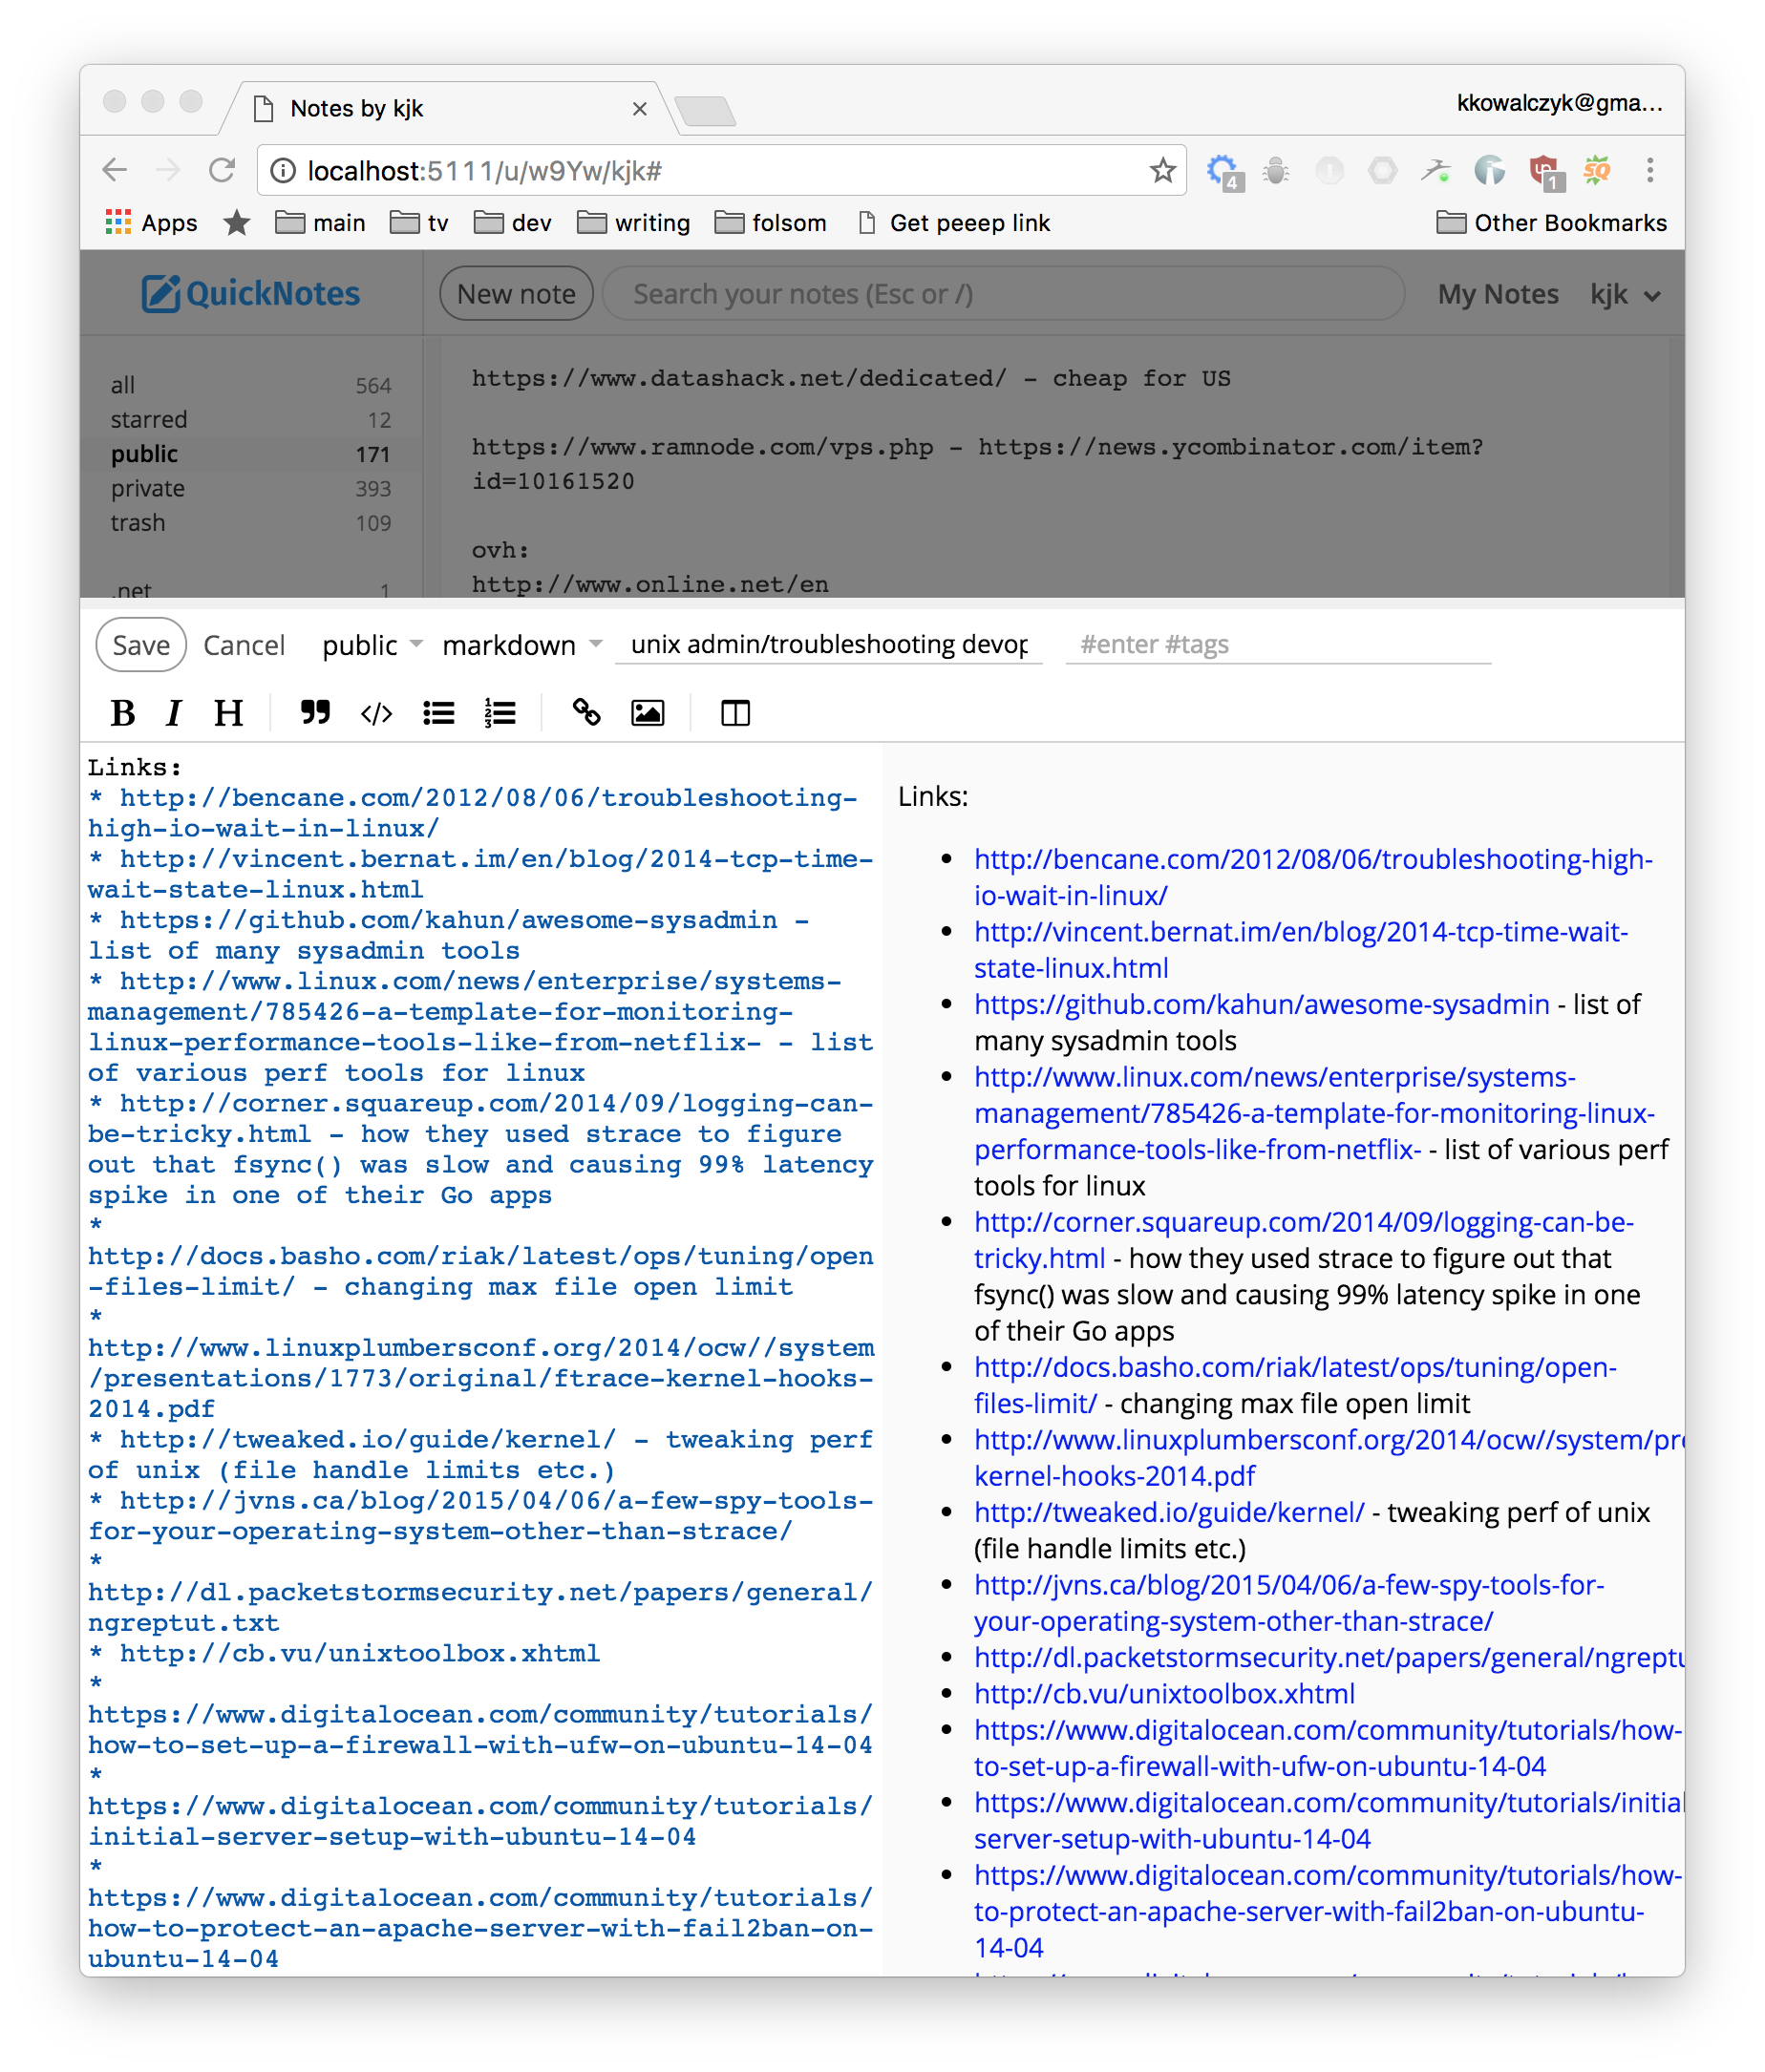 Notes by kjk
kkowalczyk@gma...
localhost:5111/u/w9Yw/kjk#
4
1
SQ
Apps
main
tv
dev
writing
folsom
Get peeep link
Other Bookmarks
QuickNotes
New note
Search your notes (Esc or /)
My Notes
kjk
all 564
starred 12
public 171
private 393
trash 109
.net 1
https://www.datashack.net/dedicated/ - cheap for US
https://www.ramnode.com/vps.php - https://news.ycombinator.com/item?
id=10161520
ovh:
http://www.online.net/en
Save
Cancel
public
markdown
unix admin/troubleshooting devop
#enter #tags
B I H
Links:
* http://bencane.com/2012/08/06/troubleshooting-
high-io-wait-in-linux/
* http://vincent.bernat.im/en/blog/2014-tcp-time-
wait-state-linux.html
* https://github.com/kahun/awesome-sysadmin -
list of many sysadmin tools
* http://www.linux.com/news/enterprise/systems-
management/785426-a-template-for-monitoring-
linux-performance-tools-like-from-netflix- - list
of various perf tools for linux
* http://corner.squareup.com/2014/09/logging-can-
be-tricky.html - how they used strace to figure
out that fsync() was slow and causing 99% latency
spike in one of their Go apps
*
http://docs.basho.com/riak/latest/ops/tuning/open
-files-limit/ - changing max file open limit
*
http://www.linuxplumbersconf.org/2014/ocw//system
/presentations/1773/original/ftrace-kernel-hooks-
2014.pdf
* http://tweaked.io/guide/kernel/ - tweaking perf
of unix (file handle limits etc.)
* http://jvns.ca/blog/2015/04/06/a-few-spy-tools-
for-your-operating-system-other-than-strace/
*
http://dl.packetstormsecurity.net/papers/general/
ngreptut.txt
* http://cb.vu/unixtoolbox.xhtml
*
https://www.digitalocean.com/community/tutorials/
how-to-set-up-a-firewall-with-ufw-on-ubuntu-14-04
*
https://www.digitalocean.com/community/tutorials/
initial-server-setup-with-ubuntu-14-04
*
https://www.digitalocean.com/community/tutorials/
how-to-protect-an-apache-server-with-fail2ban-on-
ubuntu-14-04
Links:
• http://bencane.com/2012/08/06/troubleshooting-high-
io-wait-in-linux/
• http://vincent.bernat.im/en/blog/2014-tcp-time-wait-
state-linux.html
• https://github.com/kahun/awesome-sysadmin - list of
many sysadmin tools
• http://www.linux.com/news/enterprise/systems-
management/785426-a-template-for-monitoring-linux-
performance-tools-like-from-netflix- - list of various perf
tools for linux
• http://corner.squareup.com/2014/09/logging-can-be-
tricky.html - how they used strace to figure out that
fsync() was slow and causing 99% latency spike in one
of their Go apps
• http://docs.basho.com/riak/latest/ops/tuning/open-
files-limit/ - changing max file open limit
• http://www.linuxplumbersconf.org/2014/ocw//system/pre
kernel-hooks-2014.pdf
• http://tweaked.io/guide/kernel/ - tweaking perf of unix
(file handle limits etc.)
• http://jvns.ca/blog/2015/04/06/a-few-spy-tools-for-
your-operating-system-other-than-strace/
• http://dl.packetstormsecurity.net/papers/general/ngreptu
• http://cb.vu/unixtoolbox.xhtml
• https://www.digitalocean.com/community/tutorials/how-
to-set-up-a-firewall-with-ufw-on-ubuntu-14-04
• https://www.digitalocean.com/community/tutorials/initial
server-setup-with-ubuntu-14-04
• https://www.digitalocean.com/community/tutorials/how-
to-protect-an-apache-server-with-fail2ban-on-ubuntu-
14-04